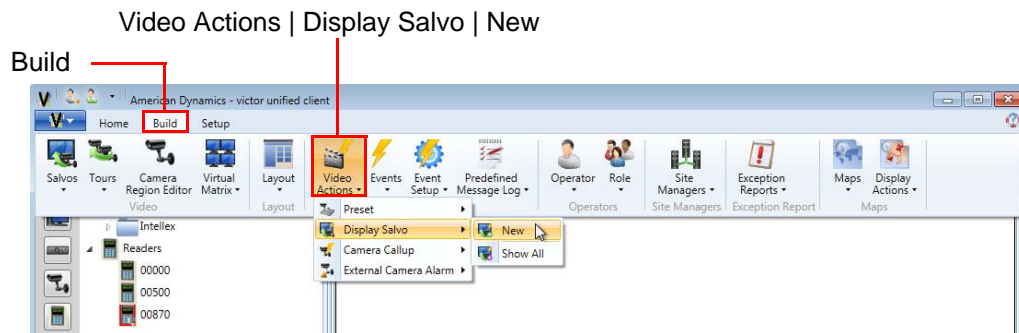 Video Actions | Display Salvo | New
Build
American Dynamics - victor unified client
Home Build Setup
Salvos Tours Camera Region Editor Virtual Matrix Layout Video Actions Events Event Setup Predefined Message Log Operator Role Site Managers Exception Reports Maps Display Actions
Video Layout Operators Site Managers Exception Report Maps
Preset
Display Salvo New
Camera Callup Show All
External Camera Alarm
Intellex
Readers
00000
00500
00870